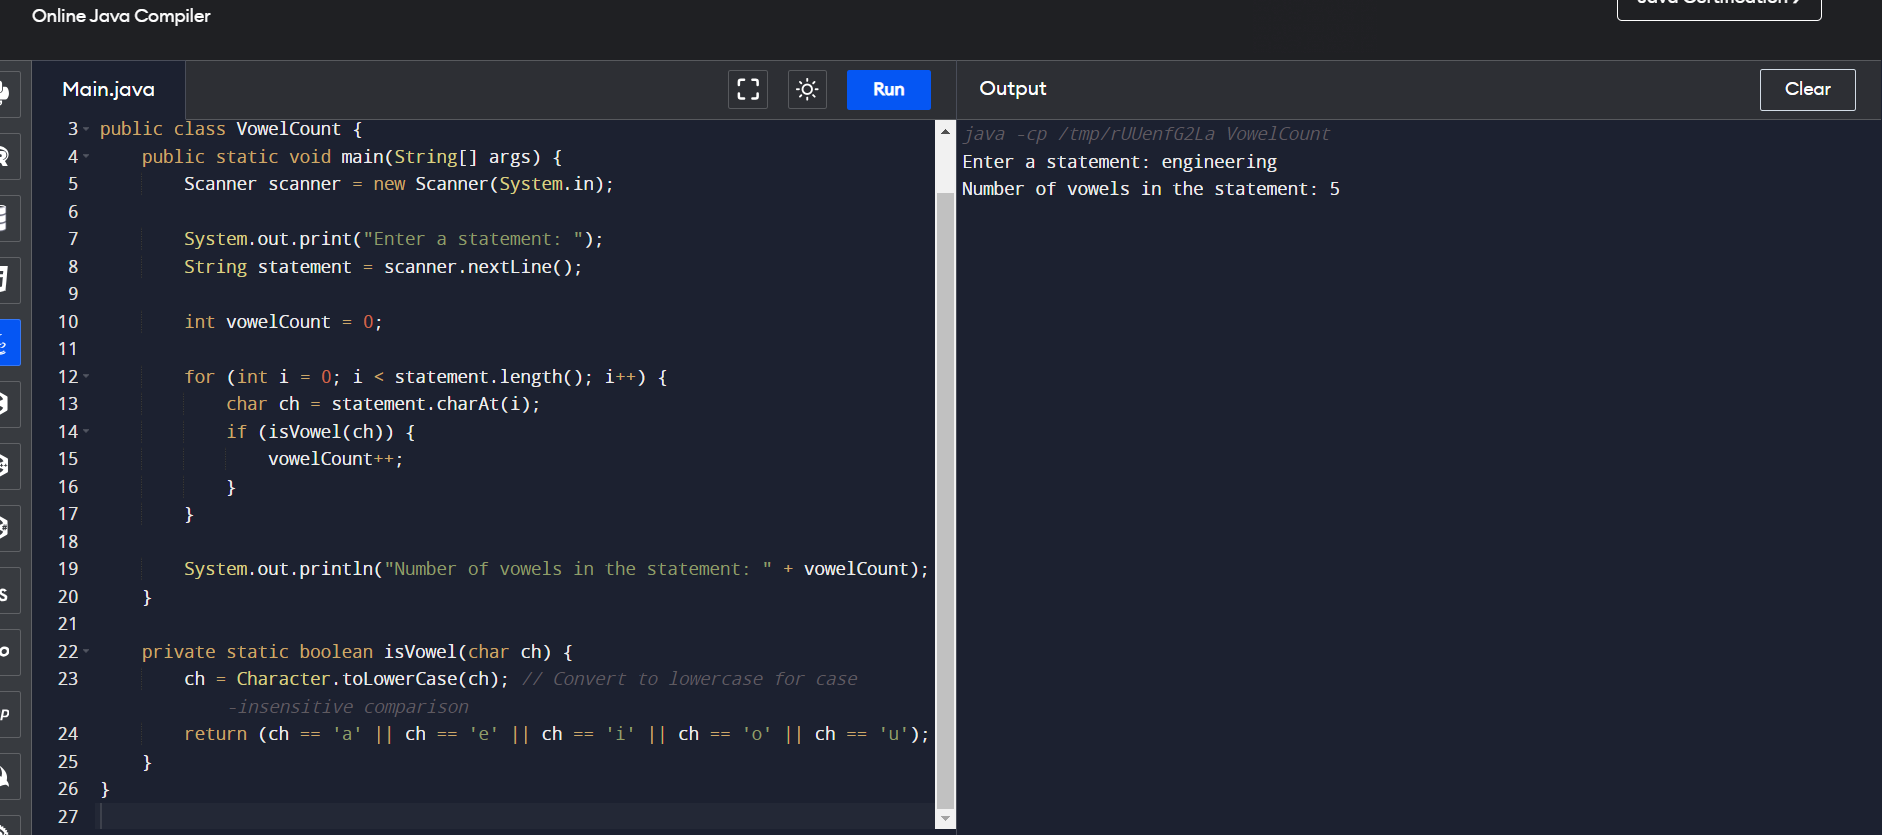 Online Java Compiler
Main.java
Run
Output
Clear
3 public class VowelCount {
4     public static void main(String[] args) {
5         Scanner scanner = new Scanner(System.in);
6
7         System.out.print("Enter a statement: ");
8         String statement = scanner.nextLine();
9
10         int vowelCount = 0;
11
12         for (int i = 0; i < statement.length(); i++) {
13             char ch = statement.charAt(i);
14             if (isVowel(ch)) {
15                 vowelCount++;
16             }
17         }
18
19         System.out.println("Number of vowels in the statement: " + vowelCount);
20     }
21
22     private static boolean isVowel(char ch) {
23         ch = Character.toLowerCase(ch); // Convert to lowercase for case
            -insensitive comparison
24         return (ch == 'a' || ch == 'e' || ch == 'i' || ch == 'o' || ch == 'u');
25     }
26 }
27
java -cp /tmp/rUUenfG2La VowelCount
Enter a statement: engineering
Number of vowels in the statement: 5